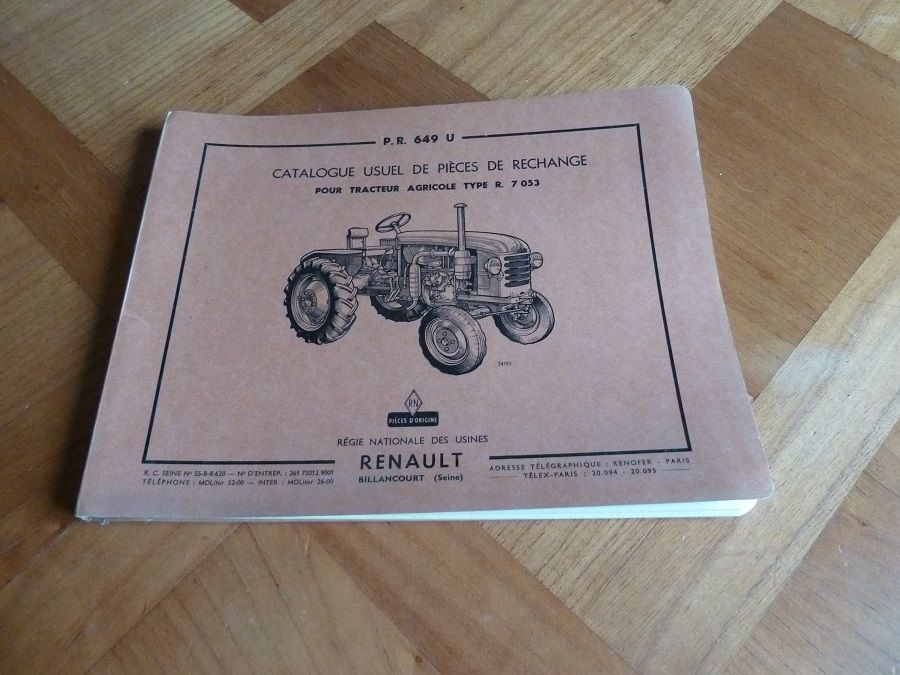 P.R. 649 U
CATALOGUE USUEL DE PIÈCES DE RECHANGE
POUR TRACTEUR AGRICOLE TYPE R. 7 053
54193
RN
PIÈCES D'ORIGINE
RÉGIE NATIONALE DES USINES
RENAULT
BILLANCOURT (Seine)
R. C. SEINE Nº 55-B-8.620 — Nº D'ENTREP. : 261 75012 9001
TÉLÉPHONE : MOLitor 52-00 — INTER : MOLitor 26-00
ADRESSE TÉLÉGRAPHIQUE : RENOFER - PARIS
TÉLEX-PARIS : 20.094 - 20.095